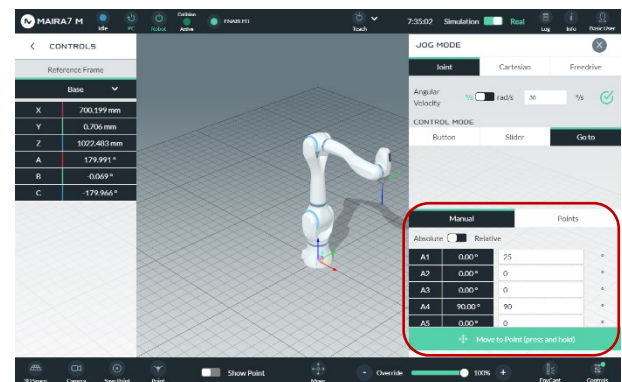 MAIRA7 M
Idle
PC
Robot
Collision
Active
ENABLED
Teach
7:35:02 Simulation Real
Log
Info
Basic User
CONTROLS
Reference Frame
Base
X 700.199 mm
Y 0.706 mm
Z 1022.483 mm
A 179.991 °
B -0.069 °
C -179.966 °
JOG MODE
Joint Cartesian Freedrive
Angular
Velocity
°/s rad/s 30 °/s
CONTROL MODE
Button Slider Go to
Manual Points
Absolute Relative
A1 0.00 ° 25 °
A2 0.00 ° 0 °
A3 0.00 ° 0 °
A4 90.00 ° 90 °
A5 0.00 ° 0 °
Move to Point (press and hold)
3D Space
Camera
Save Point
Point
Show Point
Move
- Override 100% +
Controls